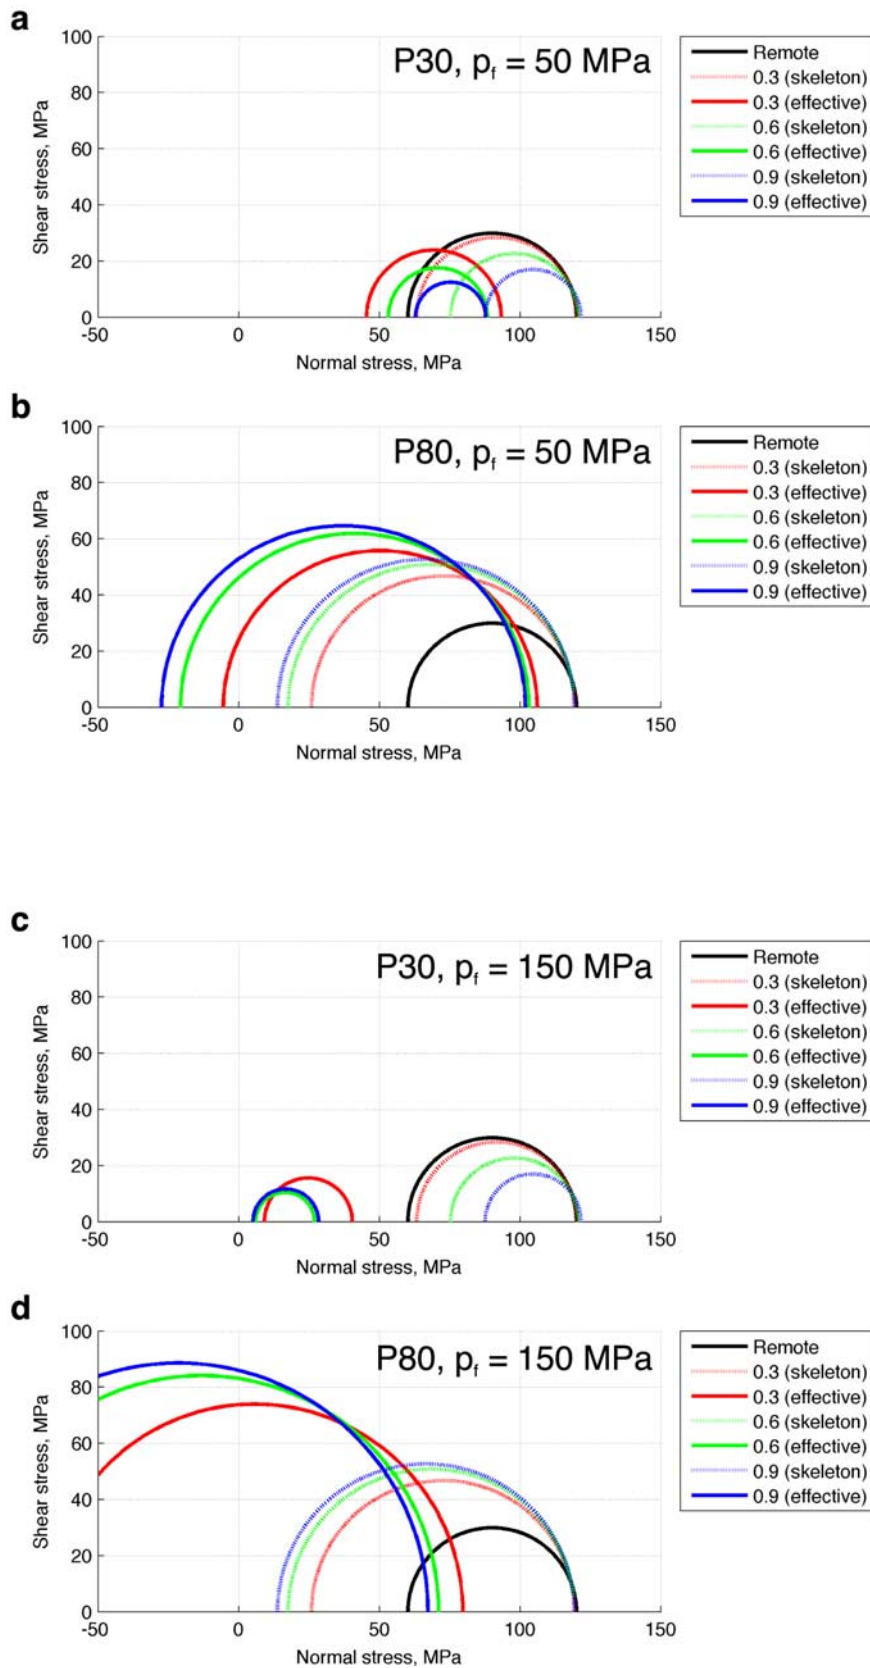 a
P30, pf = 50 MPa
100
80
60
40
20
0
-50 0 50 100 150
Shear stress, MPa
Normal stress, MPa
Remote
0.3 (skeleton)
0.3 (effective)
0.6 (skeleton)
0.6 (effective)
0.9 (skeleton)
0.9 (effective)
b
P80, pf = 50 MPa
100
80
60
40
20
0
-50 0 50 100 150
Shear stress, MPa
Normal stress, MPa
Remote
0.3 (skeleton)
0.3 (effective)
0.6 (skeleton)
0.6 (effective)
0.9 (skeleton)
0.9 (effective)
c
P30, pf = 150 MPa
100
80
60
40
20
0
-50 0 50 100 150
Shear stress, MPa
Normal stress, MPa
Remote
0.3 (skeleton)
0.3 (effective)
0.6 (skeleton)
0.6 (effective)
0.9 (skeleton)
0.9 (effective)
d
P80, pf = 150 MPa
100
80
60
40
20
0
-50 0 50 100 150
Shear stress, MPa
Normal stress, MPa
Remote
0.3 (skeleton)
0.3 (effective)
0.6 (skeleton)
0.6 (effective)
0.9 (skeleton)
0.9 (effective)